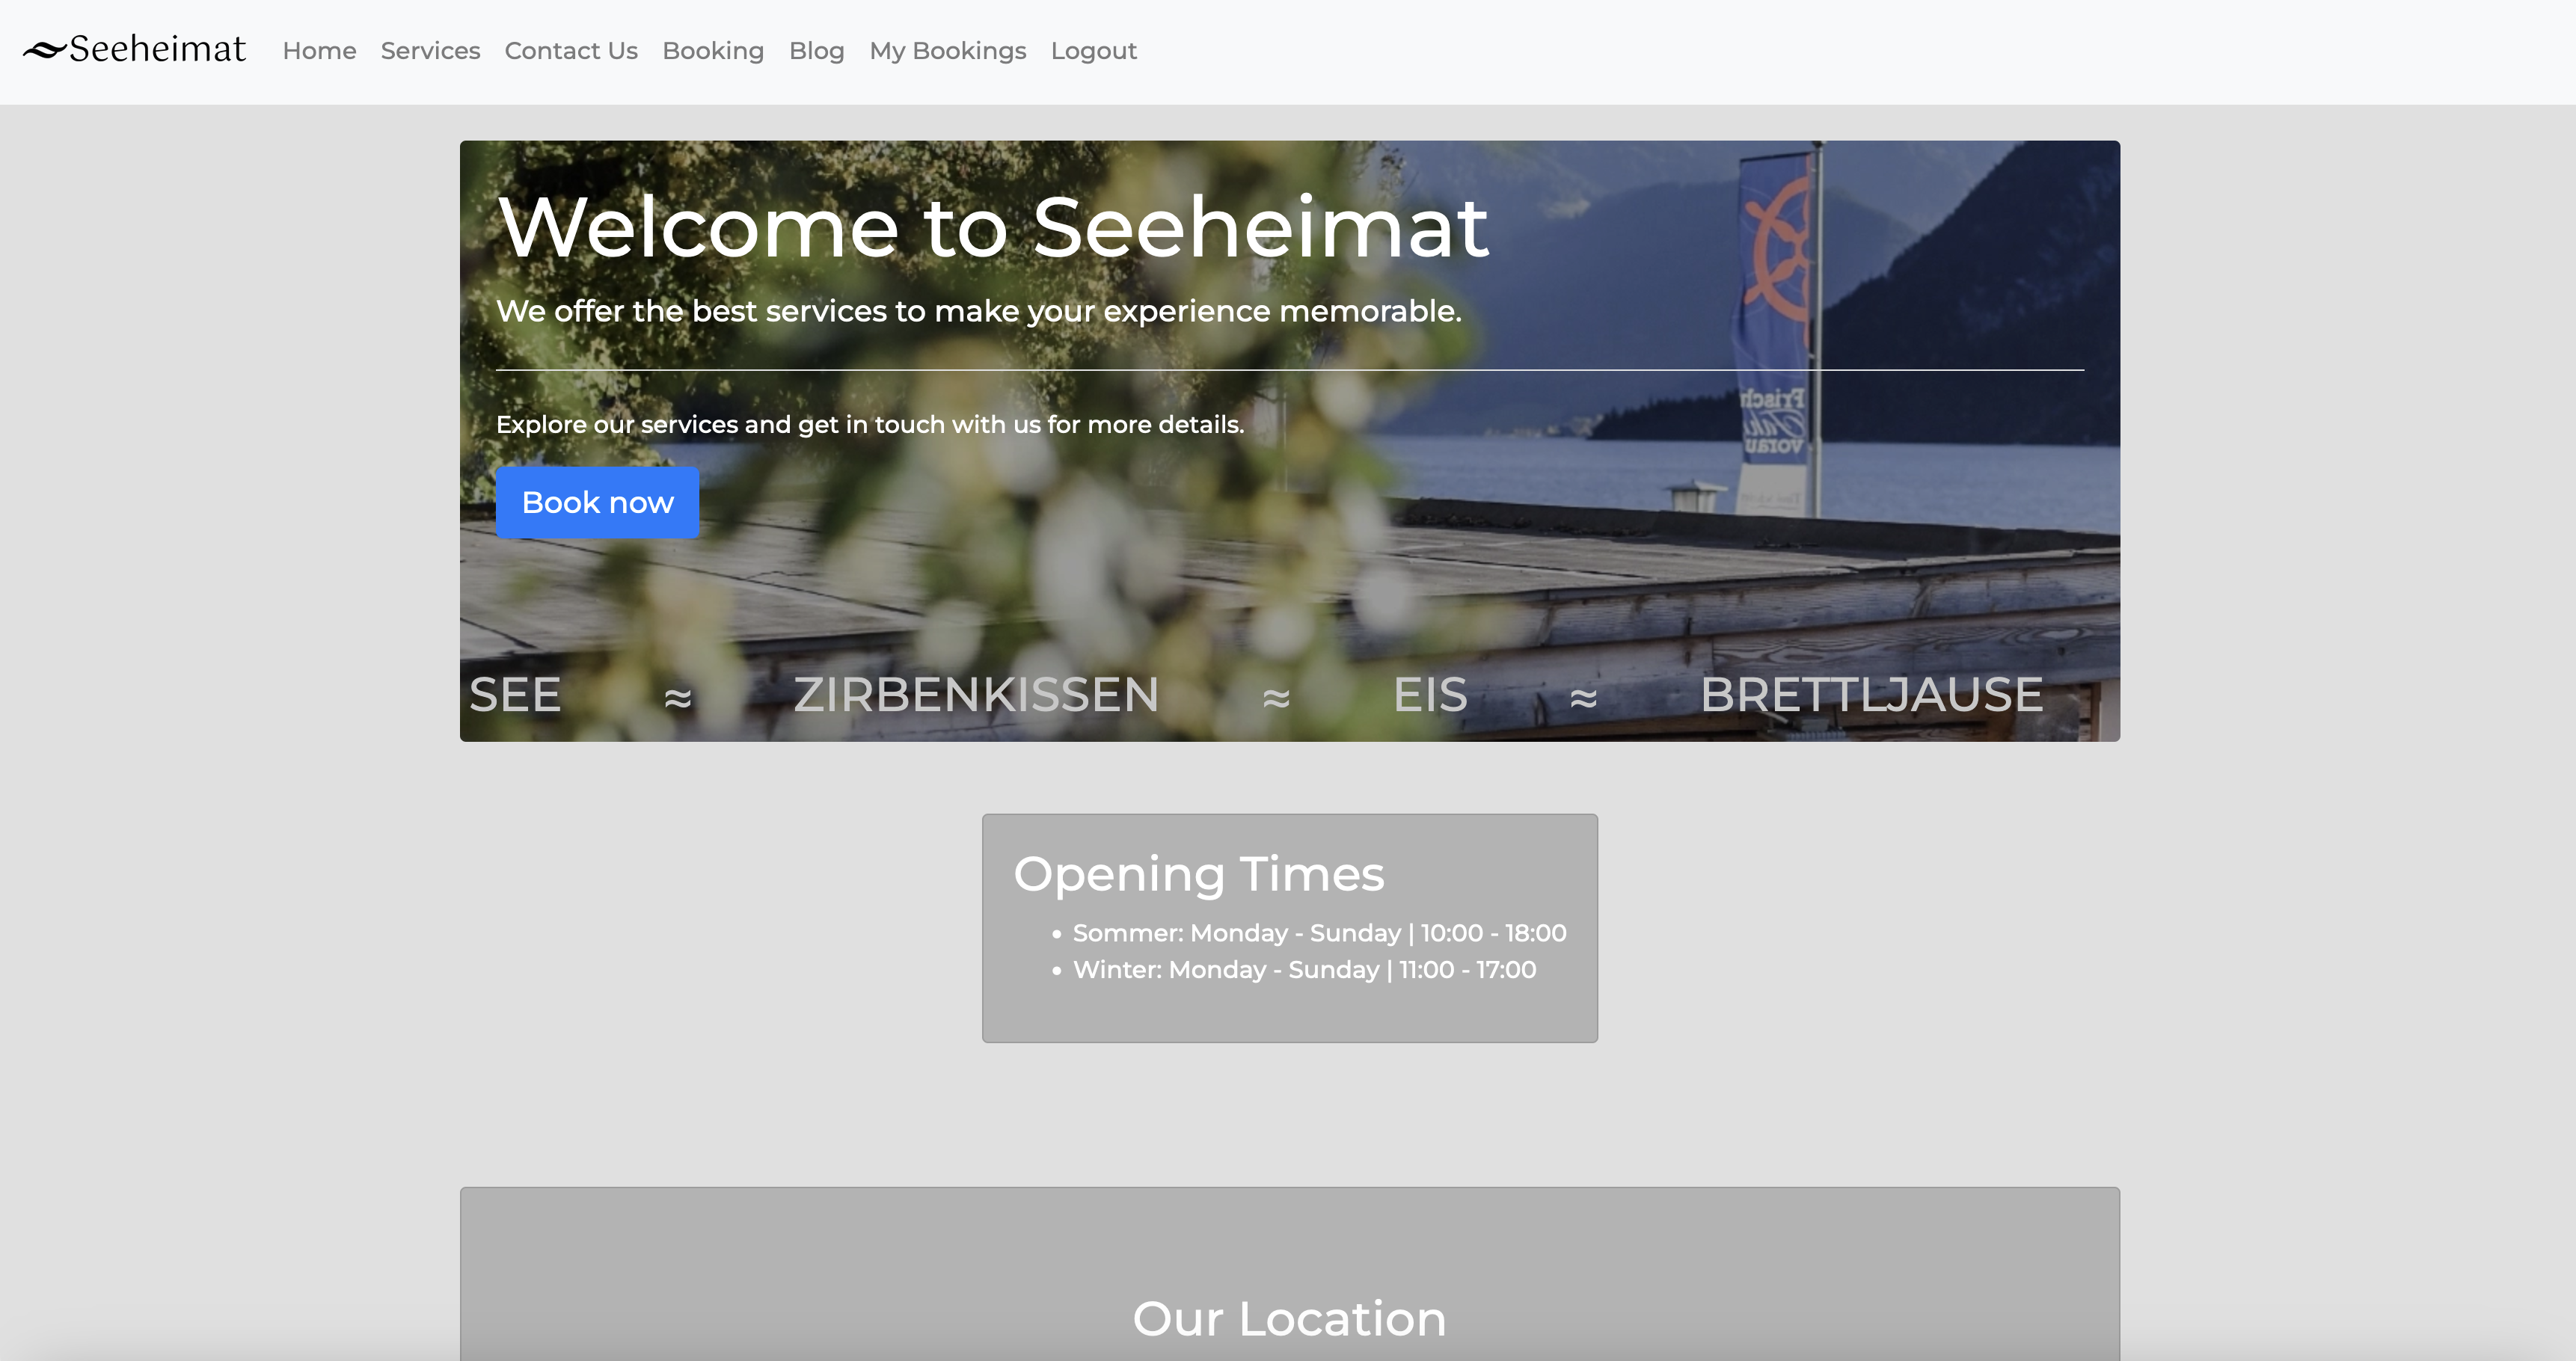 Seeheimat Home Services Contact Us Booking Blog My Bookings Logout
Welcome to Seeheimat
We offer the best services to make your experience memorable.
Explore our services and get in touch with us for more details.
Book now
Frisch
vorau
SEE ≈ ZIRBENKISSEN ≈ EIS ≈ BRETTLJAUSE
Opening Times
• Sommer: Monday - Sunday | 10:00 - 18:00
• Winter: Monday - Sunday | 11:00 - 17:00
Our Location